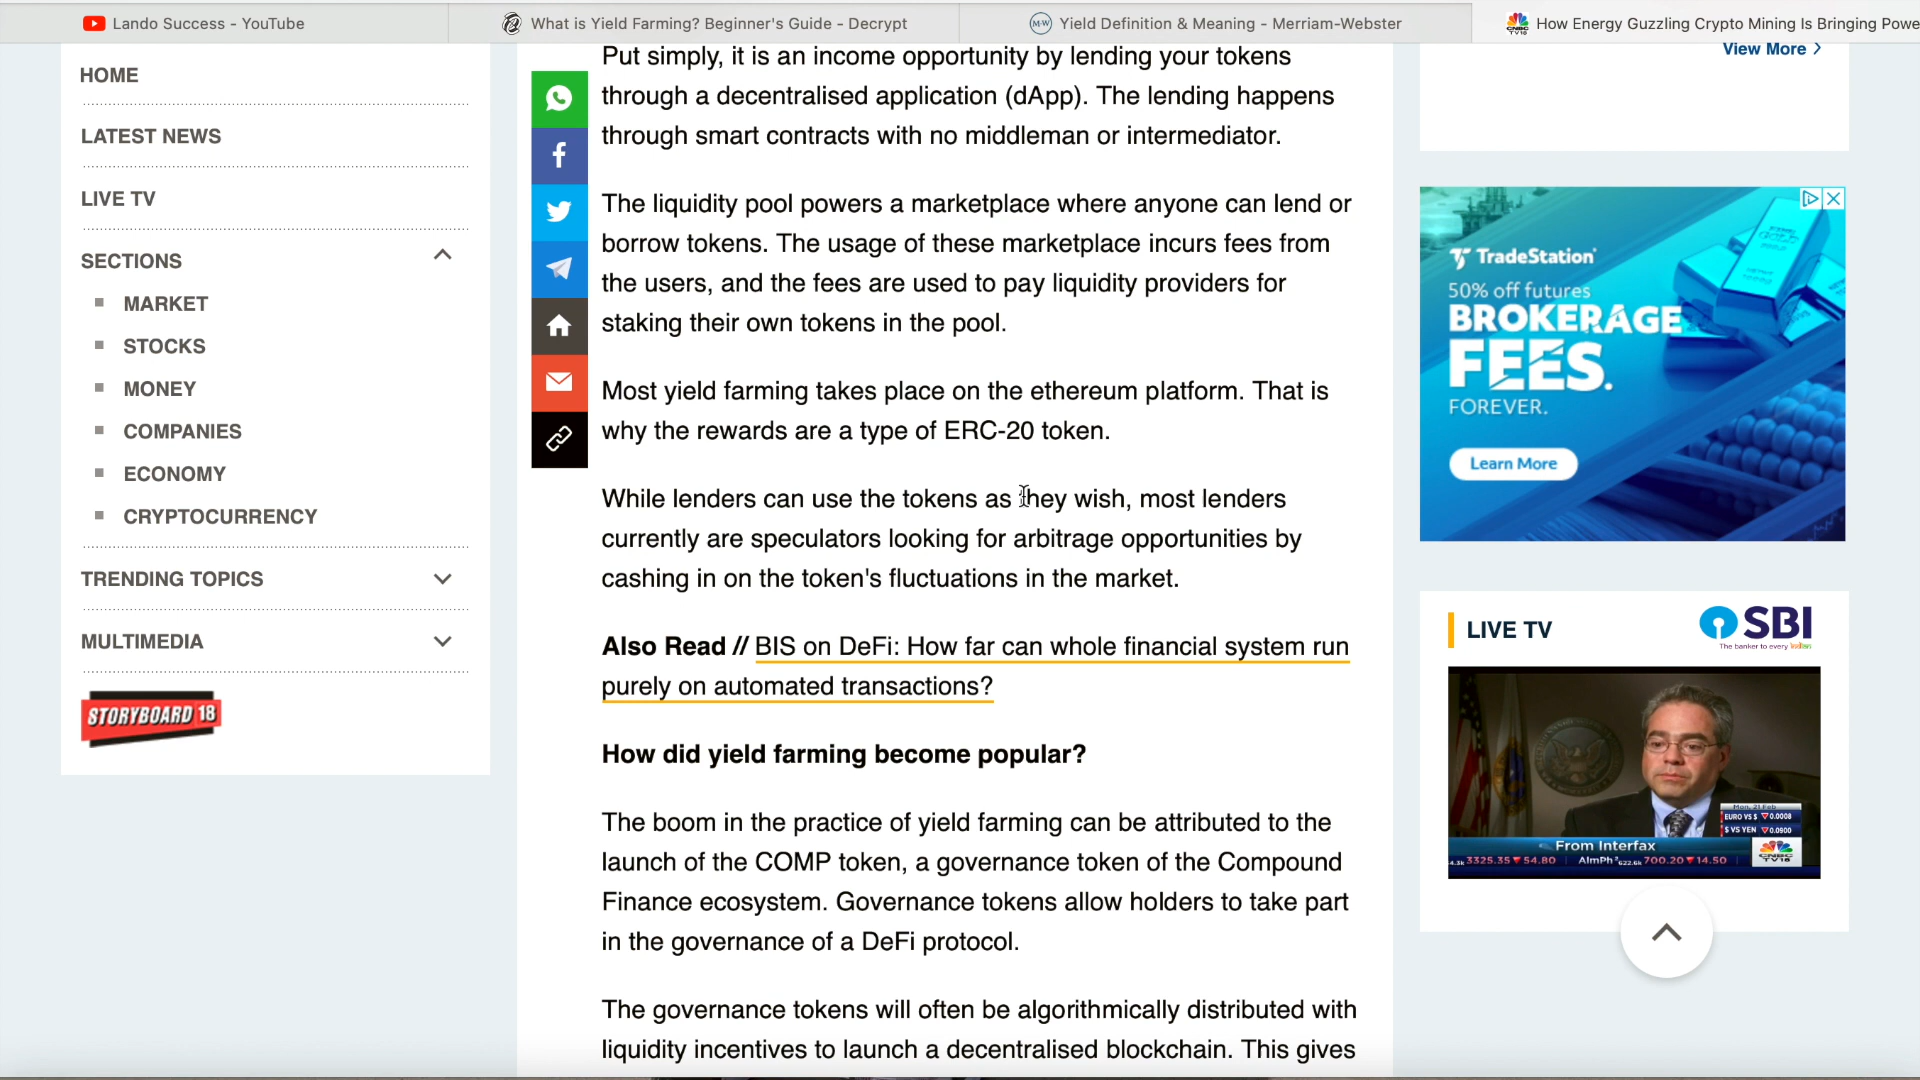 Lando Success - YouTube
What is Yield Farming? Beginner's Guide - Decrypt
Yield Definition & Meaning - Merriam-Webster
How Energy Guzzling Crypto Mining Is Bringing Powe
HOME
LATEST NEWS
LIVE TV
SECTIONS
MARKET
STOCKS
MONEY
COMPANIES
ECONOMY
CRYPTOCURRENCY
TRENDING TOPICS
MULTIMEDIA
STORYBOARD 18
Put simply, it is an income opportunity by lending your tokens
through a decentralised application (dApp). The lending happens
through smart contracts with no middleman or intermediator.
The liquidity pool powers a marketplace where anyone can lend or
borrow tokens. The usage of these marketplace incurs fees from
the users, and the fees are used to pay liquidity providers for
staking their own tokens in the pool.
Most yield farming takes place on the ethereum platform. That is
why the rewards are a type of ERC-20 token.
While lenders can use the tokens as they wish, most lenders
currently are speculators looking for arbitrage opportunities by
cashing in on the token's fluctuations in the market.
Also Read // BIS on DeFi: How far can whole financial system run
purely on automated transactions?
How did yield farming become popular?
The boom in the practice of yield farming can be attributed to the
launch of the COMP token, a governance token of the Compound
Finance ecosystem. Governance tokens allow holders to take part
in the governance of a DeFi protocol.
The governance tokens will often be algorithmically distributed with
liquidity incentives to launch a decentralised blockchain. This gives
View More
TradeStation
50% off futures
BROKERAGE
FEES.
FOREVER.
Learn More
GOLD
LIVE TV
SBI
The banker to every Indian
Mon, 21 Feb
EURO VS $ ▼0.0008
$ VS YEN ▼0.0900
From Interfax
3325.35 ▼ 54.80 AlmPh 622.6k 700.20 ▼ 14.50
CNBC
TV18